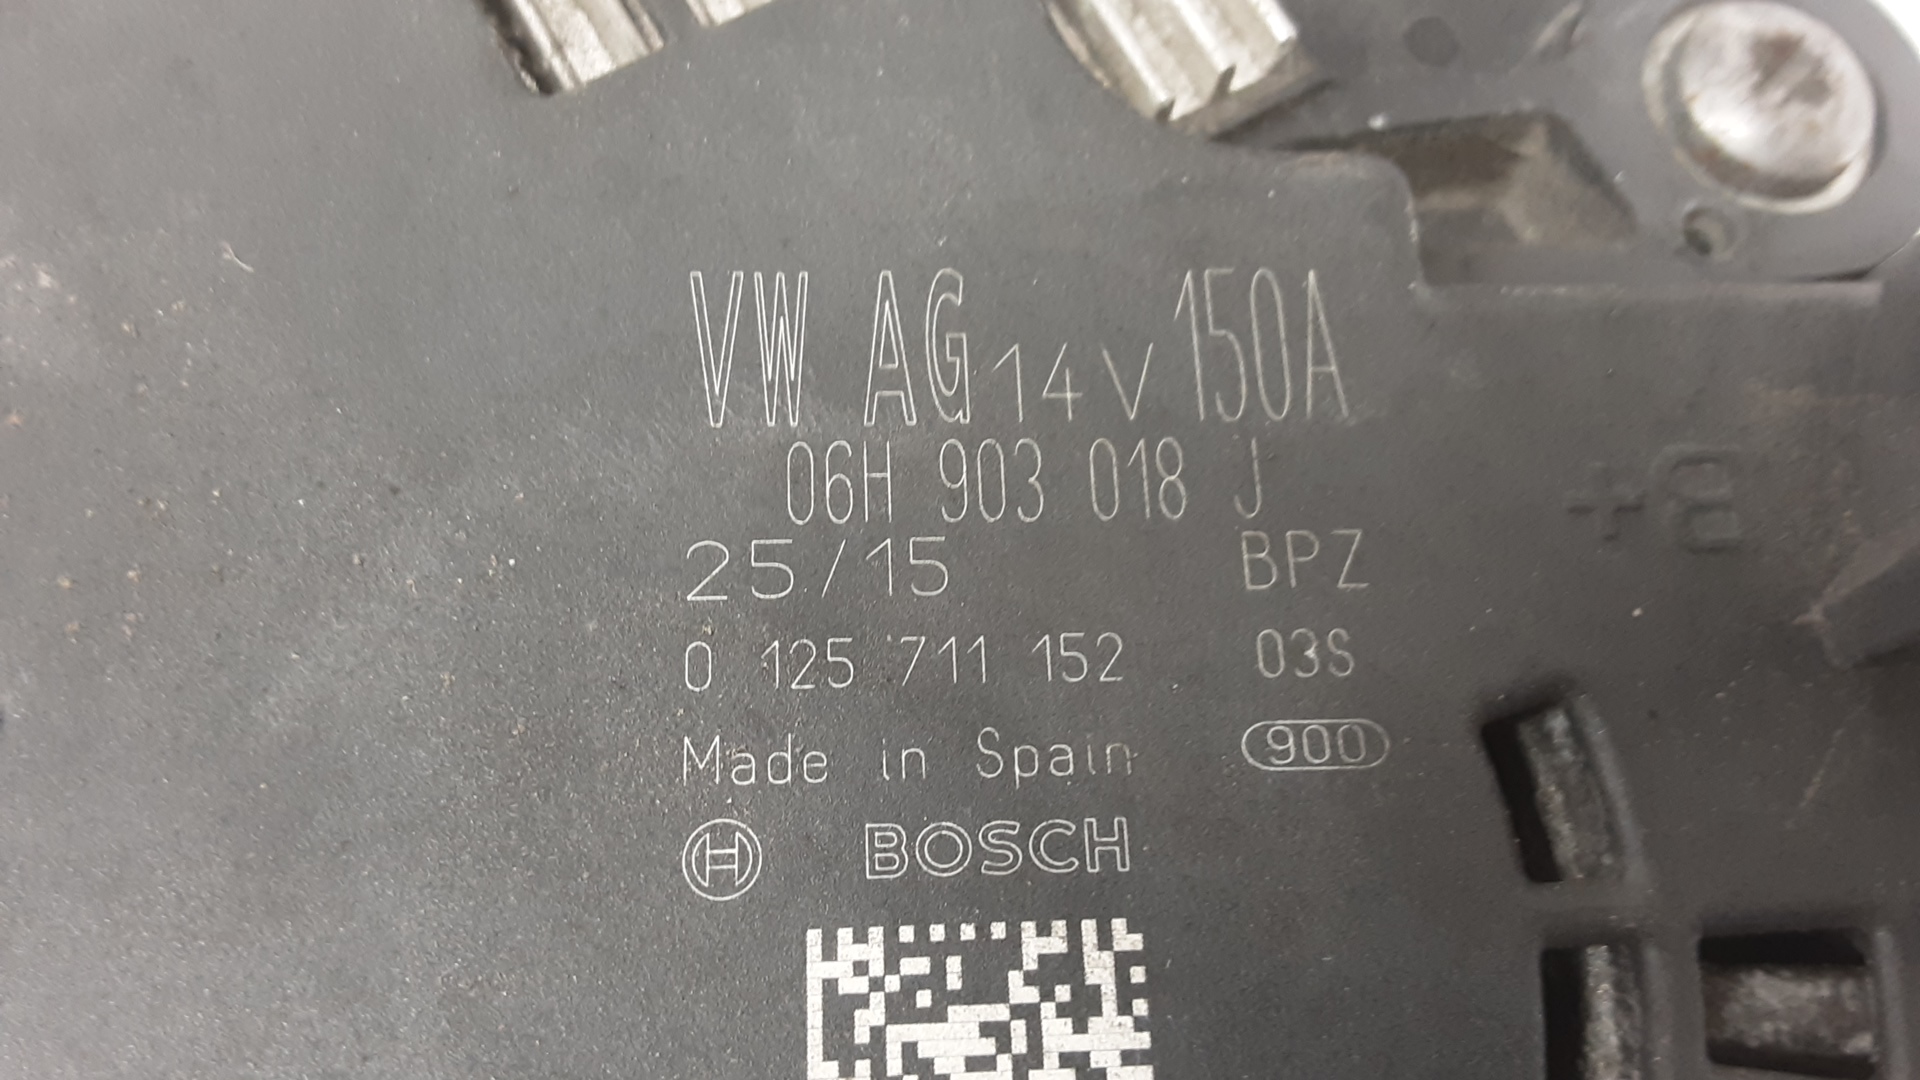 VW AG 14V 150A
06H 903 018 J
25/15 BPZ
0 125 711 152 03S
Made in Spain 900
BOSCH